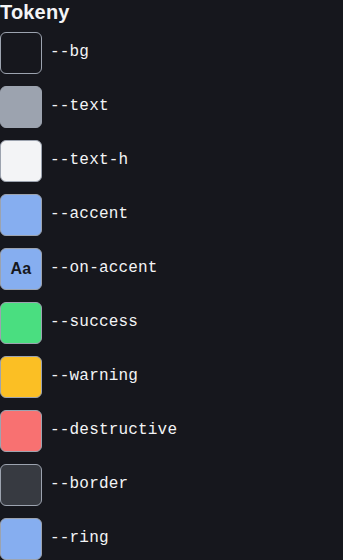 Tokeny
--bg
--text
--text-h
--accent
Aa --on-accent
--success
--warning
--destructive
--border
--ring